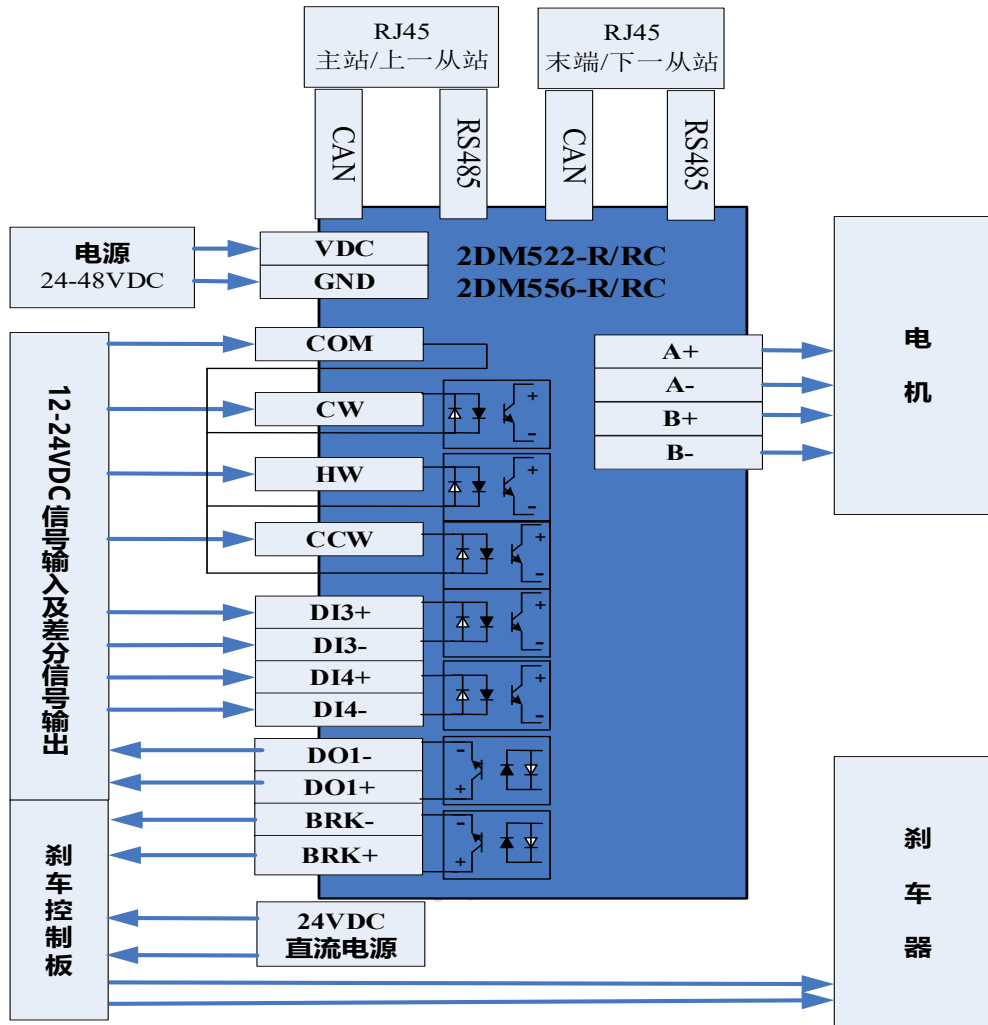 RJ45
主站/上一从站
RJ45
末端/下一从站
CAN
RS485
CAN
RS485
电源
24-48VDC
VDC
GND
2DM522-R/RC
2DM556-R/RC
12-24VDC信号输入及差分信号输出
COM
CW
HW
CCW
DI3+
DI3-
DI4+
DI4-
DO1-
DO1+
BRK-
BRK+
A+
A-
B+
B-
电机
+
-
+
-
+
-
+
-
+
-
-
+
-
+
刹车控制板
24VDC
直流电源
刹车器